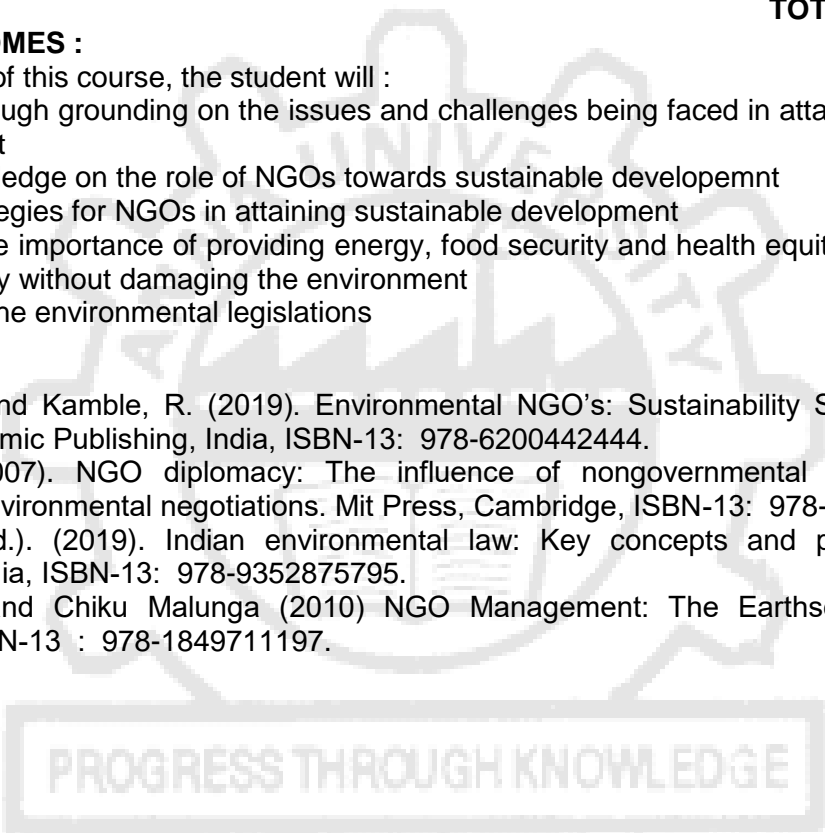 TOT
OMES :
of this course, the student will :
ugh grounding on the issues and challenges being faced in atta
t
ledge on the role of NGOs towards sustainable developemnt
egies for NGOs in attaining sustainable development
e importance of providing energy, food security and health equit
y without damaging the environment
he environmental legislations
nd Kamble, R. (2019). Environmental NGO's: Sustainability S
mic Publishing, India, ISBN-13: 978-6200442444.
007). NGO diplomacy: The influence of nongovernmental
vironmental negotiations. Mit Press, Cambridge, ISBN-13: 978-
d.). (2019). Indian environmental law: Key concepts and p
ia, ISBN-13: 978-9352875795.
and Chiku Malunga (2010) NGO Management: The Earthsc
N-13 : 978-1849711197.
ANNA UNIVERSITY
PROGRESS THROUGH KNOWLEDGE